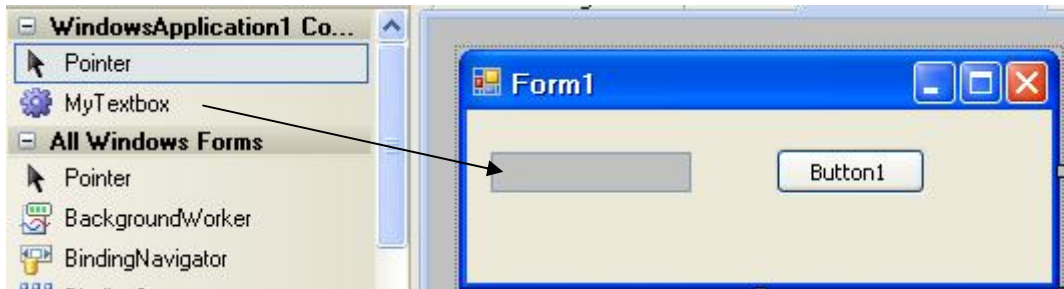 WindowsApplication1 Co...
Pointer
MyTextbox
All Windows Forms
Pointer
BackgroundWorker
BindingNavigator
Form1
Button1